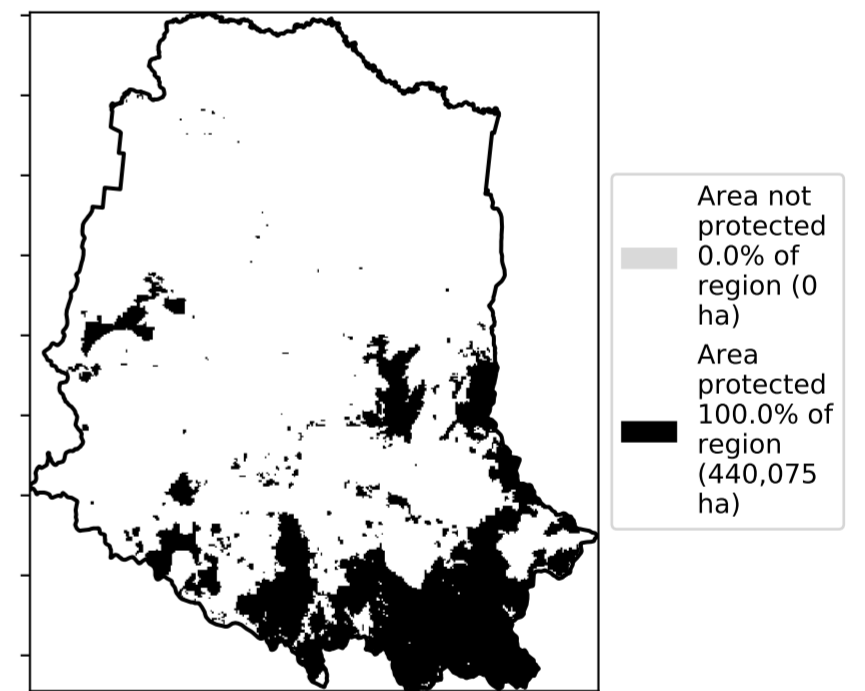 Area not
protected
0.0% of
region (0
ha)
Area
protected
100.0% of
region
(440,075
ha)